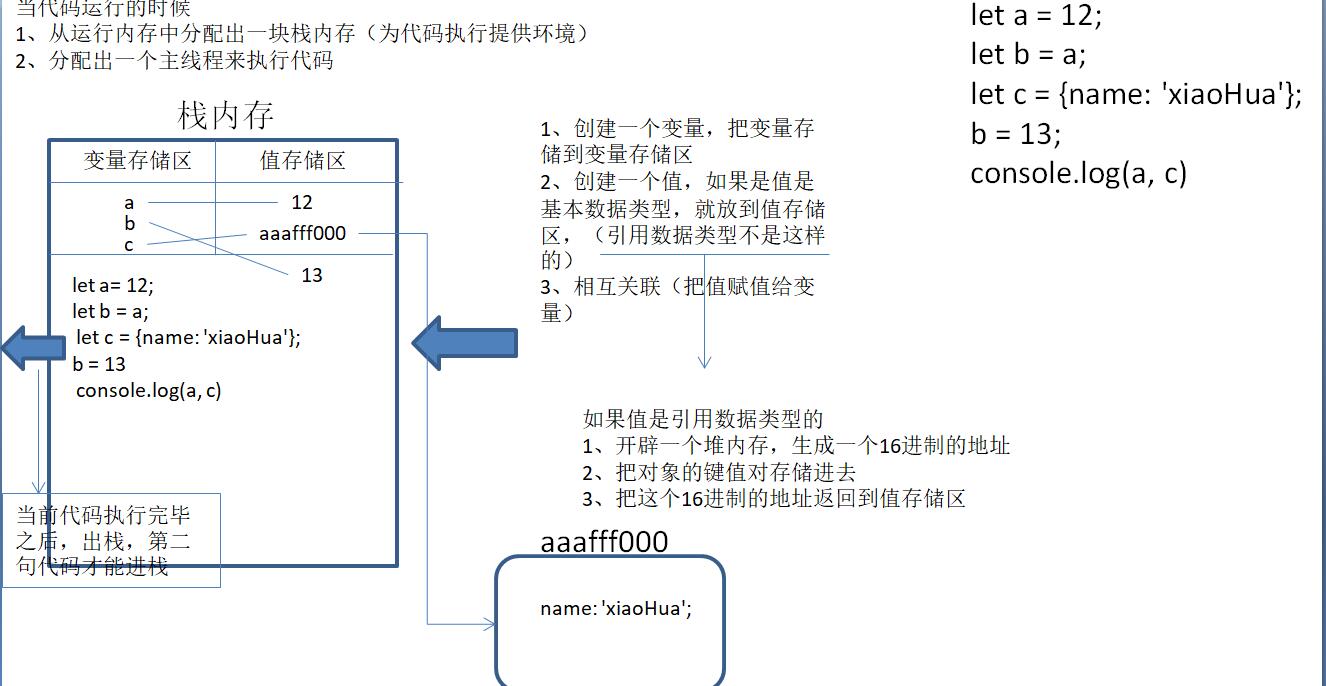 当代码运行的时候
1、从运行内存中分配出一块栈内存（为代码执行提供环境）
2、分配出一个主线程来执行代码
栈内存
变量存储区 值存储区
a 12
b
c aaafff000
13
let a= 12;
let b = a;
let c = {name: 'xiaoHua'};
b = 13
console.log(a, c)
当前代码执行完毕
之后，出栈，第二
句代码才能进栈
1、创建一个变量，把变量存
储到变量存储区
2、创建一个值，如果是值是
基本数据类型，就放到值存储
区，（引用数据类型不是这样
的）
3、相互关联（把值赋值给变
量）
如果值是引用数据类型的
1、开辟一个堆内存，生成一个16进制的地址
2、把对象的键值对存储进去
3、把这个16进制的地址返回到值存储区
aaafff000
name: 'xiaoHua';
let a = 12;
let b = a;
let c = {name: 'xiaoHua'};
b = 13;
console.log(a, c)